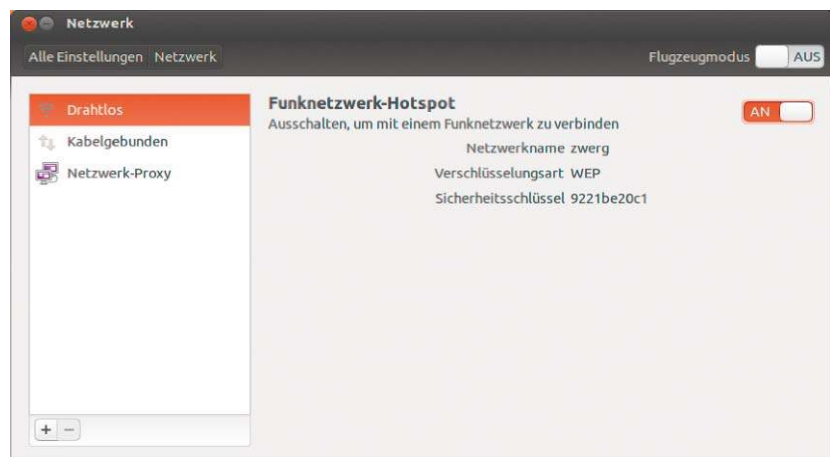 Netzwerk
Alle Einstellungen Netzwerk
Flugzeugmodus AUS
Drahtlos
Kabelgebunden
Netzwerk-Proxy
Funknetzwerk-Hotspot
AN
Ausschalten, um mit einem Funknetzwerk zu verbinden
Netzwerkname zwerg
Verschlüsselungsart WEP
Sicherheitsschlüssel 9221be20c1